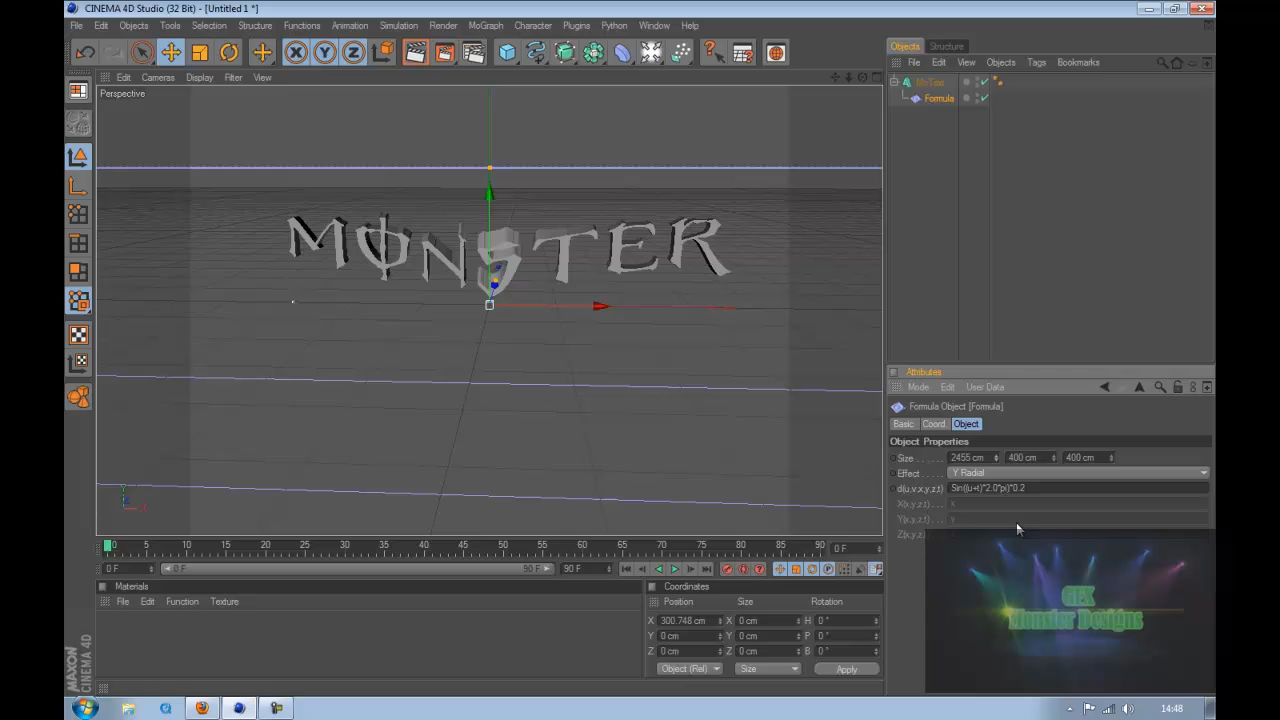 CINEMA 4D Studio (32 Bit) - [Untitled 1 *]
File Edit Objects Tools Selection Structure Functions Animation Simulation Render MoGraph Character Plugins Python Window Help
Objects Structure
File Edit View Objects Tags Bookmarks
Edit Cameras Display Filter View
Perspective
Formula
MONSTER
Attributes
Mode Edit User Data
Formula Object [Formula]
Basic Coord. Object
Object Properties
Size 2455 cm 400 cm 400 cm
Effect Y Radial
d(u,v,x,y,z,t) Sin((u+t)*2.0*pi)*0.2
X(x,y,z,t) x
Y(x,y,z,t) y
GFX
Monster Designs
0 5 10 15 20 25 30 35 40 45 50 55 60 65 70 75 80 85 90 0 F
0 F 0 F 90 F 90 F
Materials
File Edit Function Texture
Coordinates
Position Size Rotation
X 300.748 cm X 0 cm H 0 °
Y 0 cm Y 0 cm P 0 °
Z 0 cm Z 0 cm B 0 °
Object (Rel) Size Apply
MAXON
CINEMA 4D
14:48